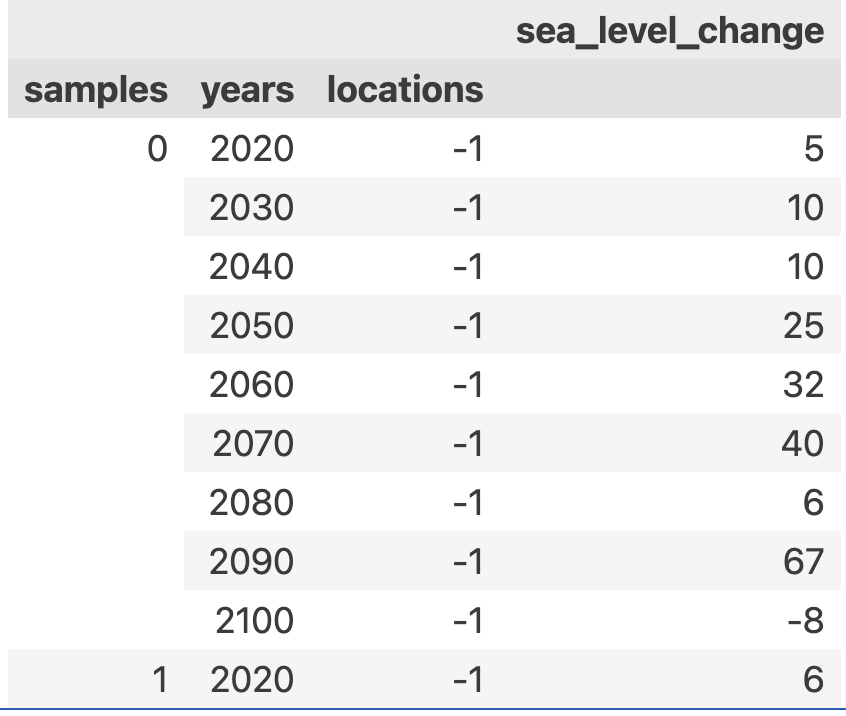 sea_level_change
samples years locations
0 2020 -1 5
2030 -1 10
2040 -1 10
2050 -1 25
2060 -1 32
2070 -1 40
2080 -1 6
2090 -1 67
2100 -1 -8
1 2020 -1 6